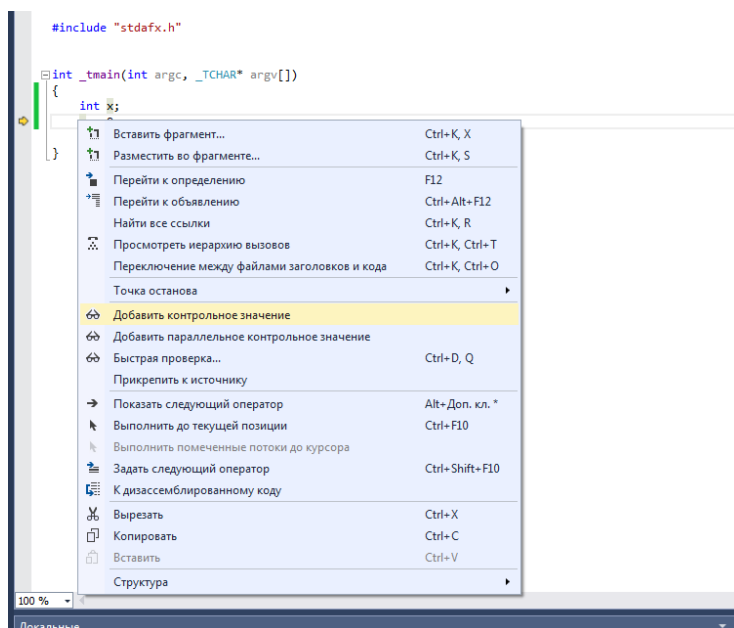 #include "stdafx.h"
int _tmain(int argc, _TCHAR* argv[])
{
int x;
}
Вставить фрагмент... Ctrl+K, X
Разместить во фрагменте... Ctrl+K, S
Перейти к определению F12
Перейти к объявлению Ctrl+Alt+F12
Найти все ссылки Ctrl+K, R
Просмотреть иерархию вызовов Ctrl+K, Ctrl+T
Переключение между файлами заголовков и кода Ctrl+K, Ctrl+O
Точка останова
Добавить контрольное значение
Добавить параллельное контрольное значение
Быстрая проверка... Ctrl+D, Q
Прикрепить к источнику
Показать следующий оператор Alt+Доп. кл. *
Выполнить до текущей позиции Ctrl+F10
Выполнить помеченные потоки до курсора
Задать следующий оператор Ctrl+Shift+F10
К дизассемблированному коду
Вырезать Ctrl+X
Копировать Ctrl+C
Вставить Ctrl+V
Структура
100 %
Локальные